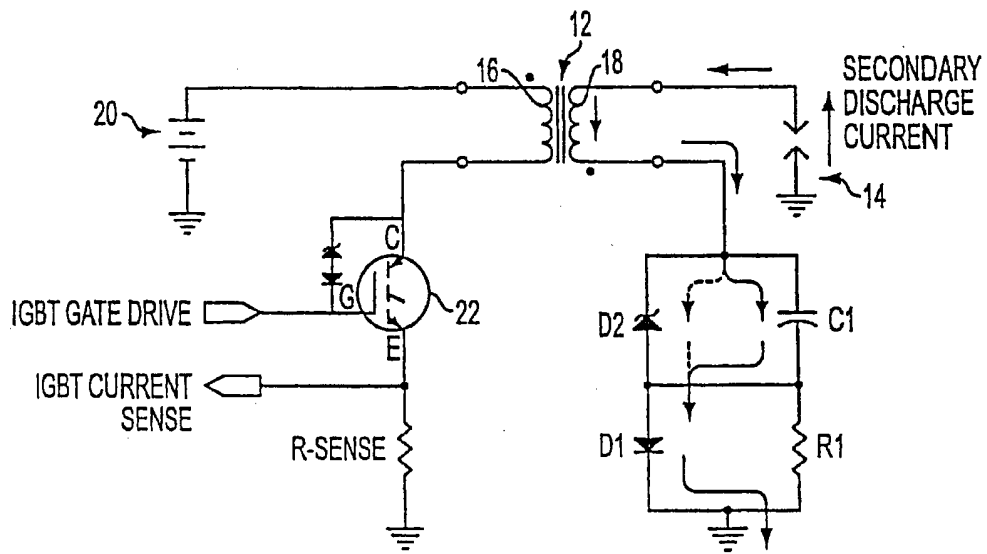 12
16
18
SECONDARY
DISCHARGE
CURRENT
20
14
C
G
22
IGBT GATE DRIVE
E
D2
C1
IGBT CURRENT
SENSE
R-SENSE
D1
R1